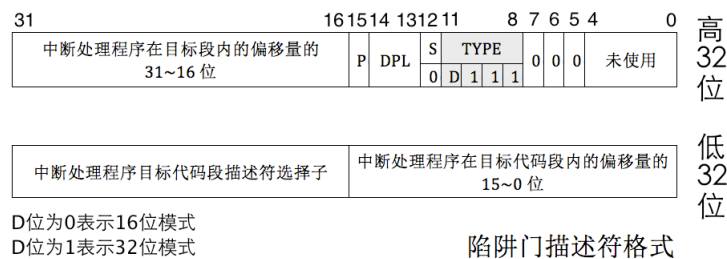 31 16 15 14 13 12 11 8 7 6 5 4 0
中断处理程序在目标段内的偏移量的
31~16 位
P DPL S TYPE 0 0 0 未使用
0 D 1 1 1
高32位
中断处理程序目标代码段描述符选择子
中断处理程序在目标代码段内的偏移量的
15~0 位
低32位
D位为0表示16位模式
D位为1表示32位模式
陷阱门描述符格式